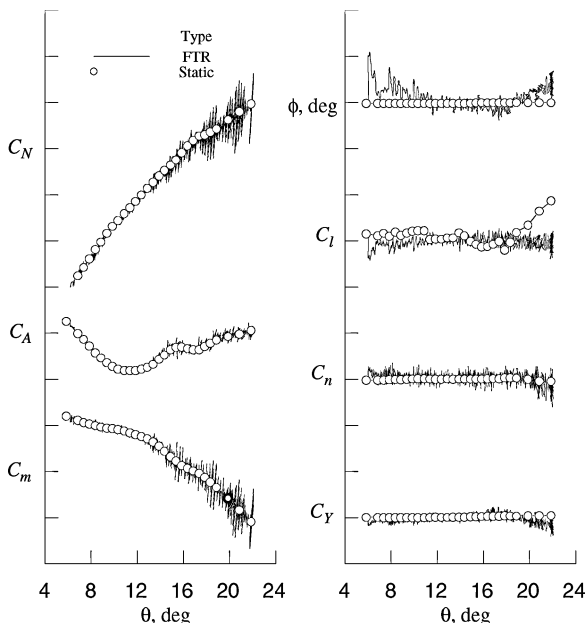 Type
FTR
Static
C_N
C_A
C_m
4 8 12 16 20 24
θ, deg
ϕ, deg
C_l
C_n
C_Y
4 8 12 16 20 24
θ, deg